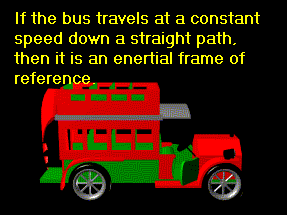 If the bus travels at a constant
speed down a straight path,
then it is an enertial frame of
reference.